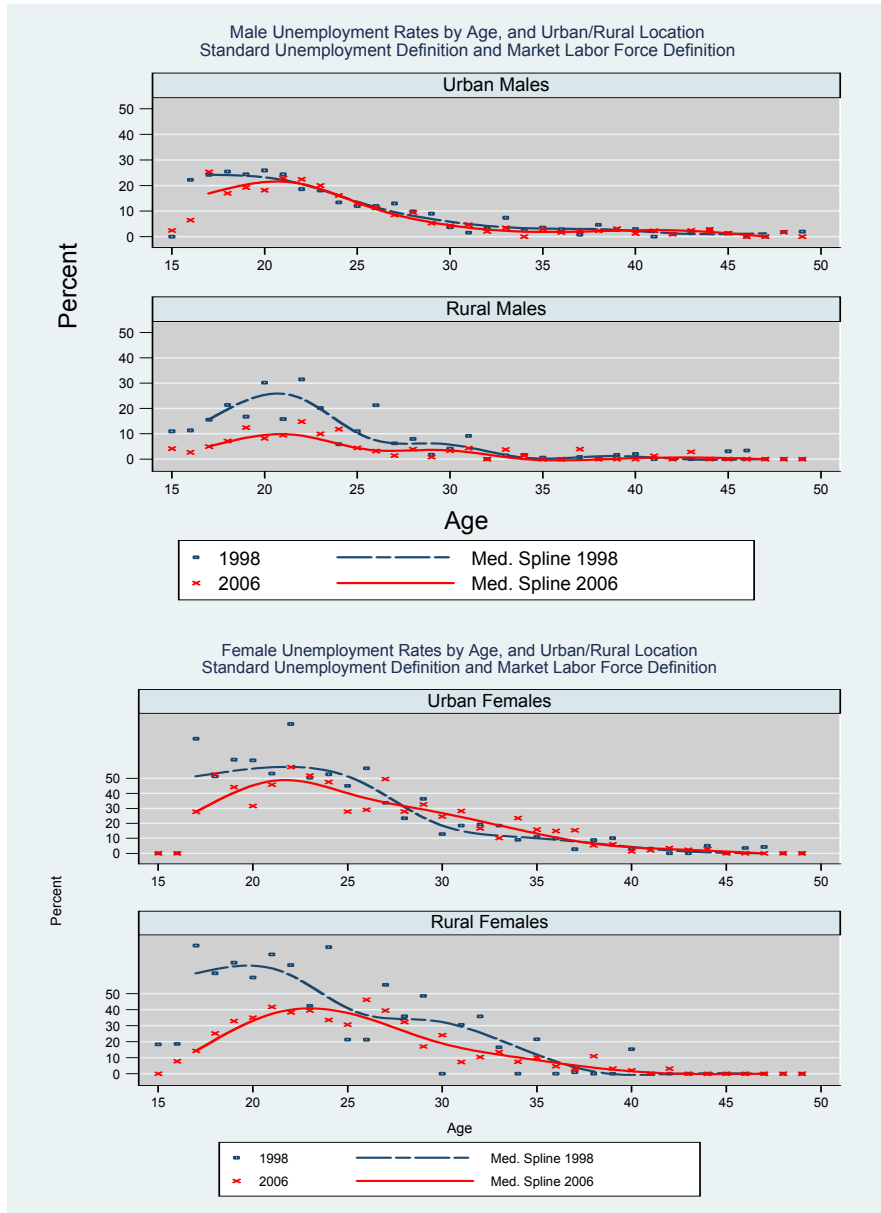 Male Unemployment Rates by Age, and Urban/Rural Location
Standard Unemployment Definition and Market Labor Force Definition
Urban Males
50
40
30
20
10
0
15 20 25 30 35 40 45 50
Percent
Rural Males
50
40
30
20
10
0
15 20 25 30 35 40 45 50
Age
1998 Med. Spline 1998
2006 Med. Spline 2006
Female Unemployment Rates by Age, and Urban/Rural Location
Standard Unemployment Definition and Market Labor Force Definition
Urban Females
50
40
30
20
10
0
15 20 25 30 35 40 45 50
Percent
Rural Females
50
40
30
20
10
0
15 20 25 30 35 40 45 50
Age
1998 Med. Spline 1998
2006 Med. Spline 2006